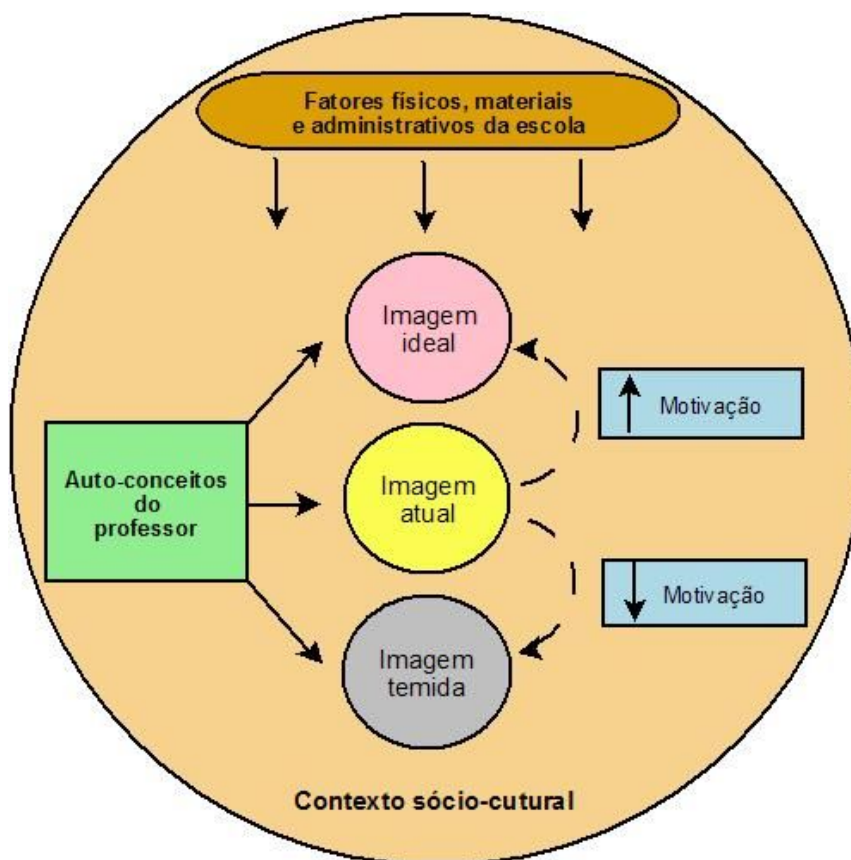 Fatores físicos, materiais
e administrativos da escola
Imagem
ideal
Motivação
Auto-conceitos
do
professor
Imagem
atual
Motivação
Imagem
temida
Contexto sócio-cutural